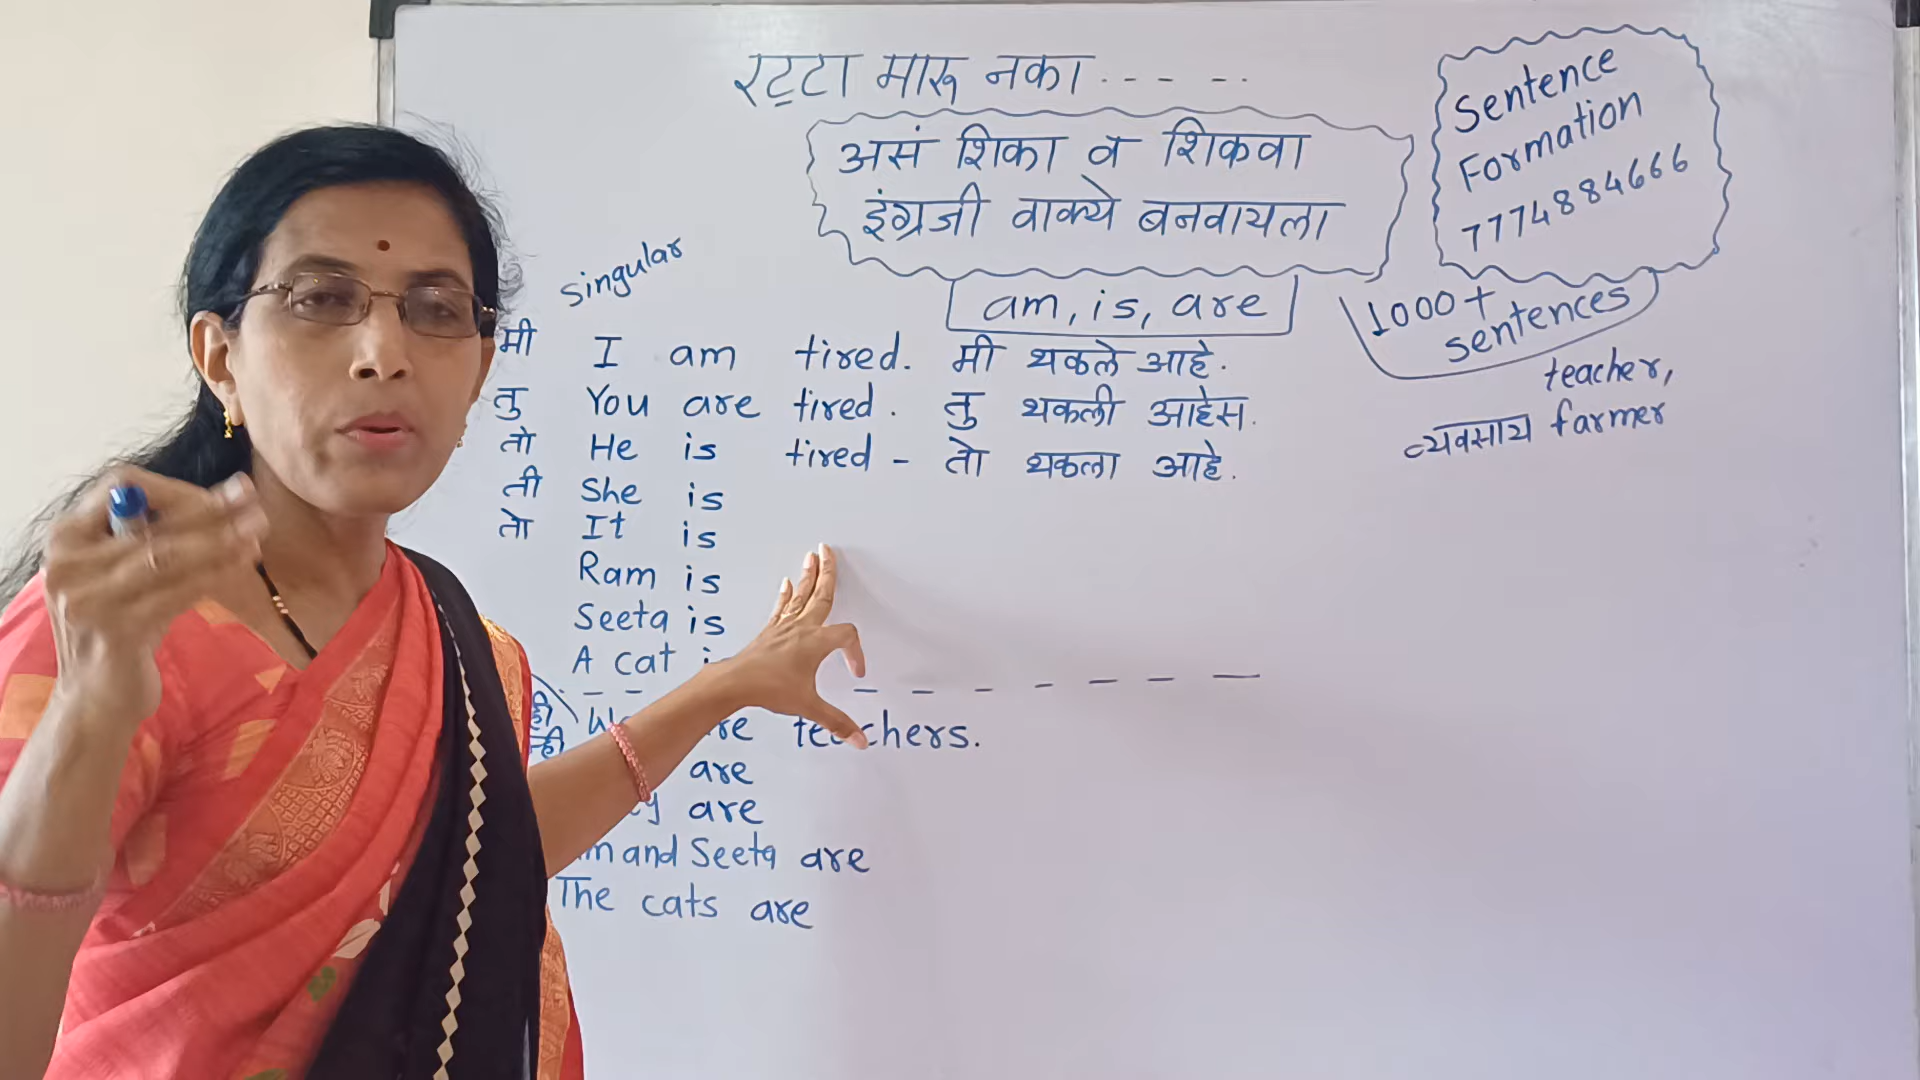 रट्टा मारू नका . - - - - ..
असं शिका व शिकवा
इंग्रजी वाक्ये बनवायला
Sentence
Formation
7774884666
1000+
sentences
am, is, are
singular
मी I am tired. मी थकले आहे.
तु You are tired. तु थकली आहेस.
तो He is tired - तो थकला आहे.
ती She is
तो It is
Ram is
Seeta is
A cat
teacher,
व्यवसाय farmer
teachers.
are
are
and Seeta are
The cats are